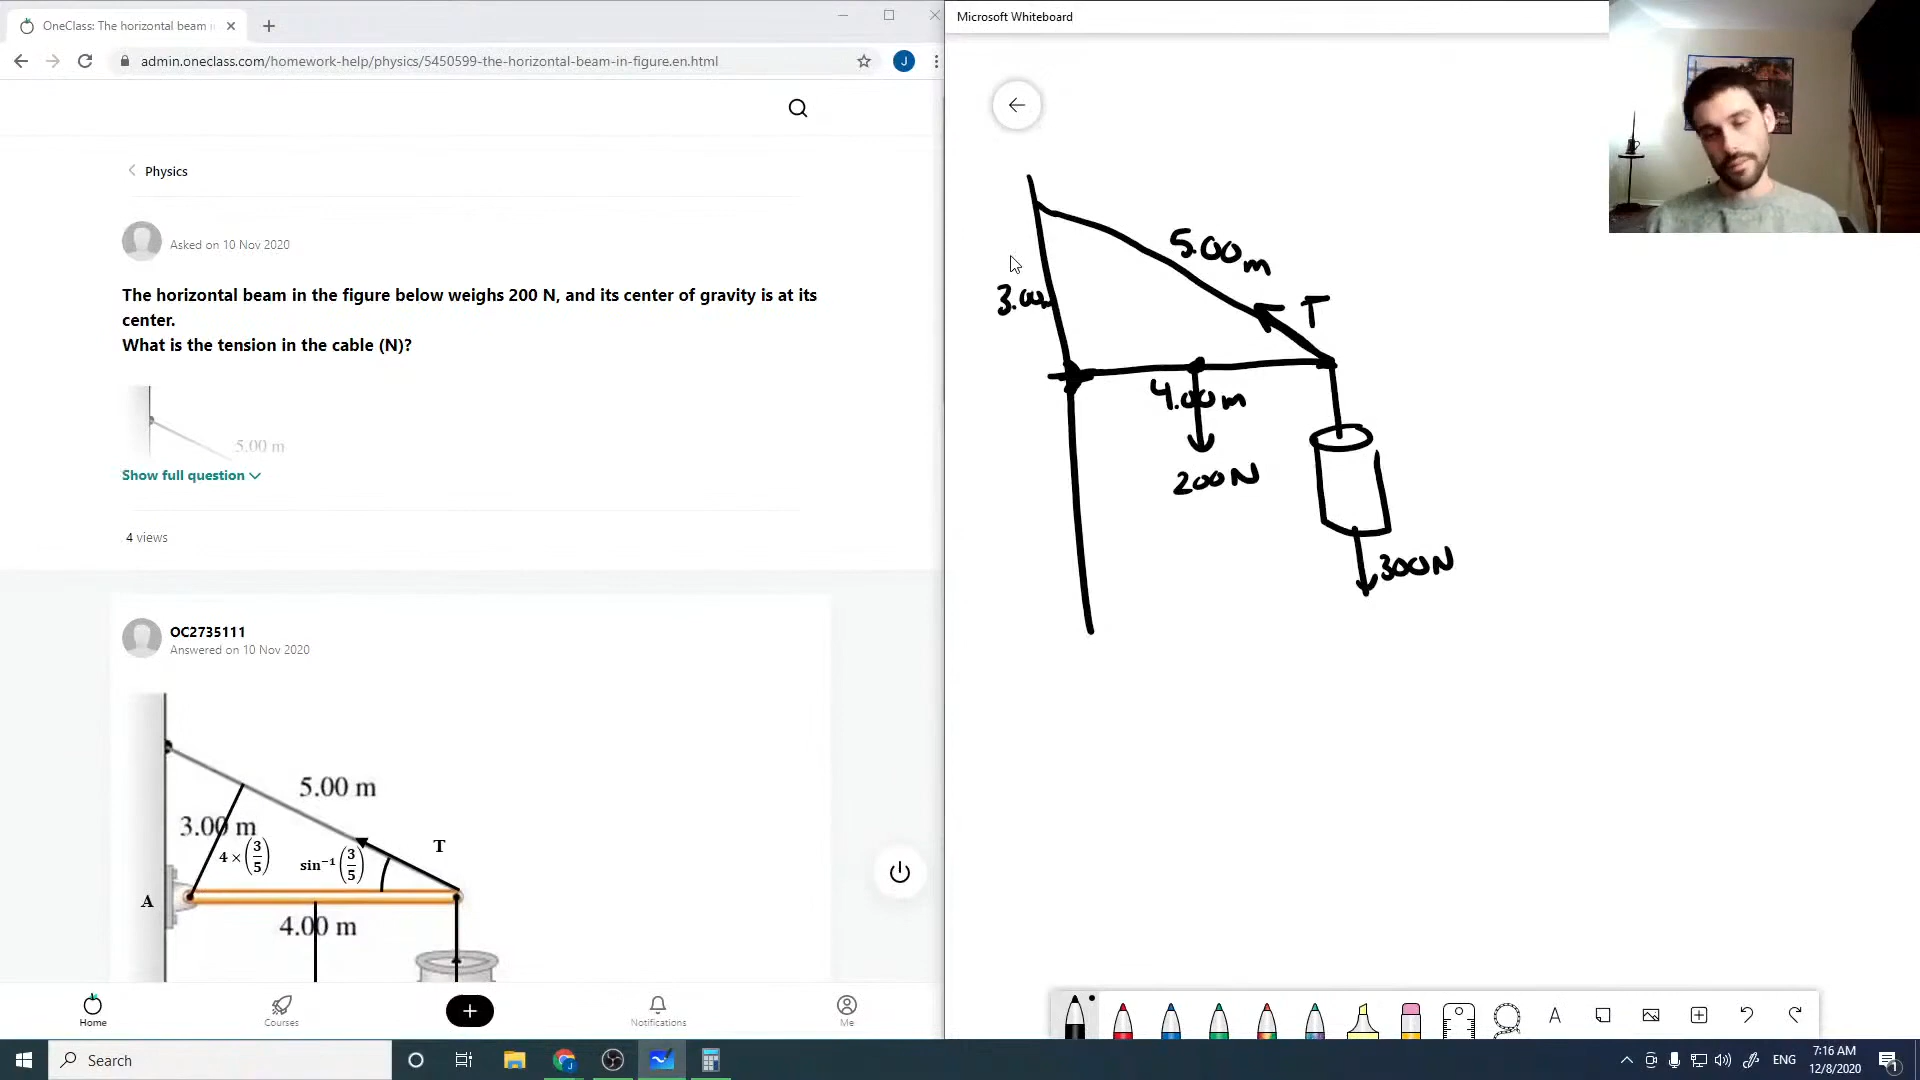 OneClass: The horizontal beam i
admin.oneclass.com/homework-help/physics/5450599-the-horizontal-beam-in-figure.en.html
J
Physics
Asked on 10 Nov 2020
The horizontal beam in the figure below weighs 200 N, and its center of gravity is at its
center.
What is the tension in the cable (N)?
5.00 m
Show full question
4 views
OC2735111
Answered on 10 Nov 2020
5.00 m
3.00 m
T
4 × (3/5)
sin⁻¹ (3/5)
A
4.00 m
Home
Courses
Notifications
Me
Microsoft Whiteboard
5.00m
3.00m
T
4.00m
200N
300N
Search
ENG
7:16 AM
12/8/2020
1